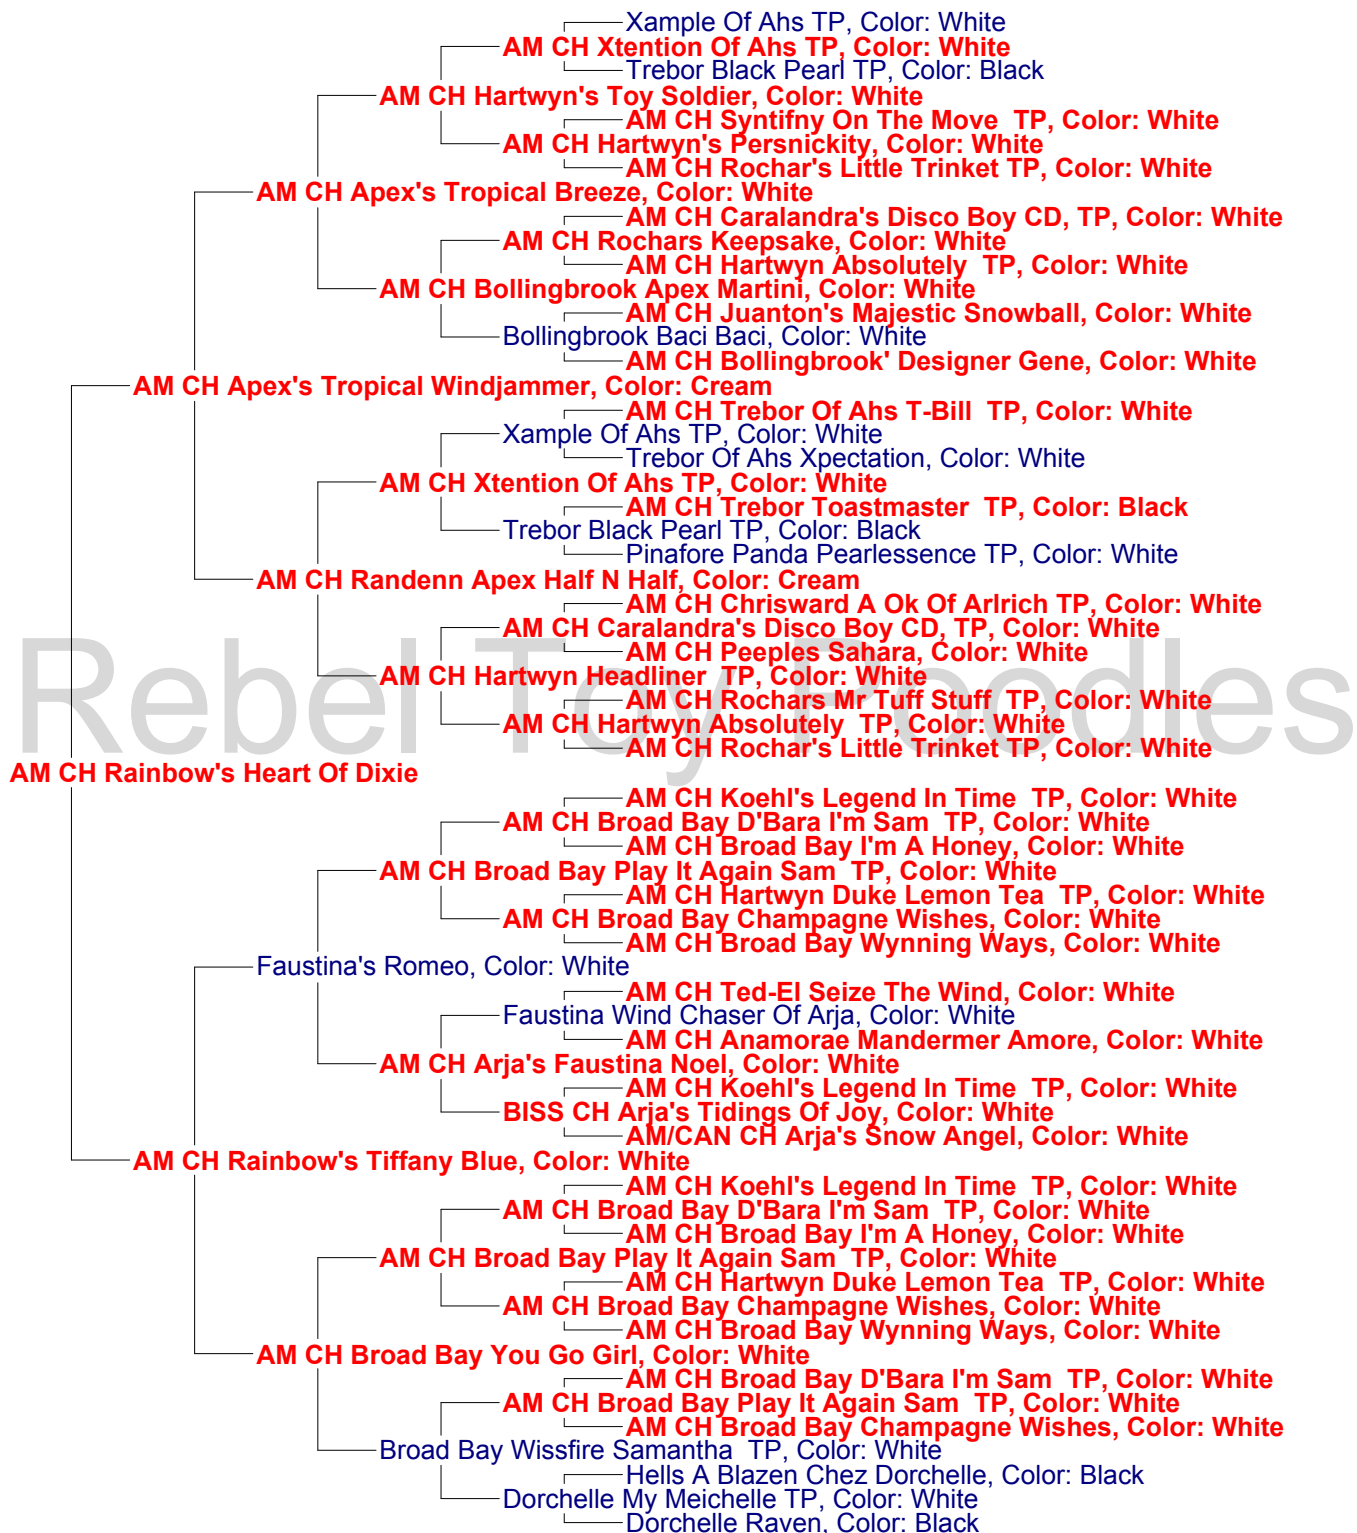 Xample Of Ahs TP, Color: White
AM CH Xtention Of Ahs TP, Color: White
Trebor Black Pearl TP, Color: Black
AM CH Hartwyn's Toy Soldier, Color: White
AM CH Syntifny On The Move  TP, Color: White
AM CH Hartwyn's Persnickity, Color: White
AM CH Rochar's Little Trinket TP, Color: White
AM CH Apex's Tropical Breeze, Color: White
AM CH Caralandra's Disco Boy CD, TP, Color: White
AM CH Rochars Keepsake, Color: White
AM CH Hartwyn Absolutely  TP, Color: White
AM CH Bollingbrook Apex Martini, Color: White
AM CH Juanton's Majestic Snowball, Color: White
Bollingbrook Baci Baci, Color: White
AM CH Bollingbrook' Designer Gene, Color: White
AM CH Apex's Tropical Windjammer, Color: Cream
AM CH Trebor Of Ahs T-Bill  TP, Color: White
Xample Of Ahs TP, Color: White
Trebor Of Ahs Xpectation, Color: White
AM CH Xtention Of Ahs TP, Color: White
AM CH Trebor Toastmaster  TP, Color: Black
Trebor Black Pearl TP, Color: Black
Pinafore Panda Pearlessence TP, Color: White
AM CH Randenn Apex Half N Half, Color: Cream
AM CH Chrisward A Ok Of Arlrich TP, Color: White
AM CH Caralandra's Disco Boy CD, TP, Color: White
AM CH Peeples Sahara, Color: White
AM CH Hartwyn Headliner  TP, Color: White
Rebel Toy Poodles
AM CH Rochars Mr Tuff Stuff  TP, Color: White
AM CH Hartwyn Absolutely  TP, Color: White
AM CH Rochar's Little Trinket TP, Color: White
AM CH Rainbow's Heart Of Dixie
AM CH Koehl's Legend In Time  TP, Color: White
AM CH Broad Bay D'Bara I'm Sam  TP, Color: White
AM CH Broad Bay I'm A Honey, Color: White
AM CH Broad Bay Play It Again Sam  TP, Color: White
AM CH Hartwyn Duke Lemon Tea  TP, Color: White
AM CH Broad Bay Champagne Wishes, Color: White
AM CH Broad Bay Wynning Ways, Color: White
Faustina's Romeo, Color: White
AM CH Ted-El Seize The Wind, Color: White
Faustina Wind Chaser Of Arja, Color: White
AM CH Anamorae Mandermer Amore, Color: White
AM CH Arja's Faustina Noel, Color: White
AM CH Koehl's Legend In Time  TP, Color: White
BISS CH Arja's Tidings Of Joy, Color: White
AM/CAN CH Arja's Snow Angel, Color: White
AM CH Rainbow's Tiffany Blue, Color: White
AM CH Koehl's Legend In Time  TP, Color: White
AM CH Broad Bay D'Bara I'm Sam  TP, Color: White
AM CH Broad Bay I'm A Honey, Color: White
AM CH Broad Bay Play It Again Sam  TP, Color: White
AM CH Hartwyn Duke Lemon Tea  TP, Color: White
AM CH Broad Bay Champagne Wishes, Color: White
AM CH Broad Bay Wynning Ways, Color: White
AM CH Broad Bay You Go Girl, Color: White
AM CH Broad Bay D'Bara I'm Sam  TP, Color: White
AM CH Broad Bay Play It Again Sam  TP, Color: White
AM CH Broad Bay Champagne Wishes, Color: White
Broad Bay Wissfire Samantha  TP, Color: White
Hells A Blazen Chez Dorchelle, Color: Black
Dorchelle My Meichelle TP, Color: White
Dorchelle Raven, Color: Black